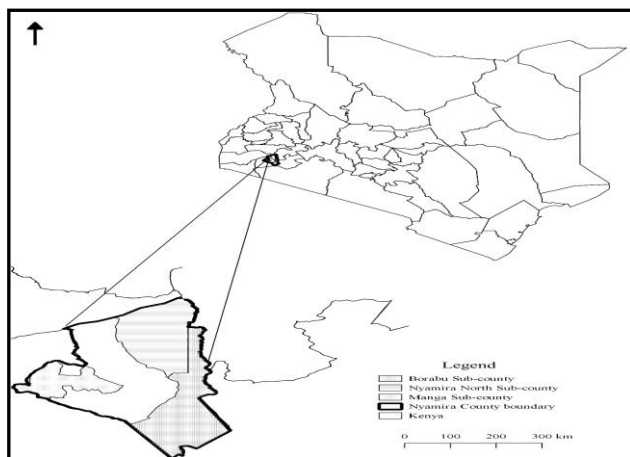 Legend
Borabu Sub-county
Nyamira North Sub-county
Manga Sub-county
Nyamira County boundary
Kenya
0 100 200 300 km